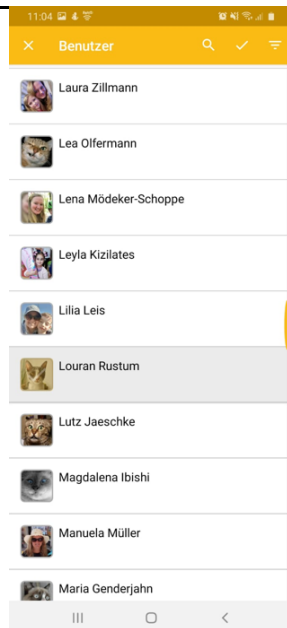 11:04
Benutzer
Laura Zillmann
Lea Olfermann
Lena Mödeker-Schoppe
Leyla Kizilates
Lilia Leis
Louran Rustum
Lutz Jaeschke
Magdalena Ibishi
Manuela Müller
Maria Genderjahn